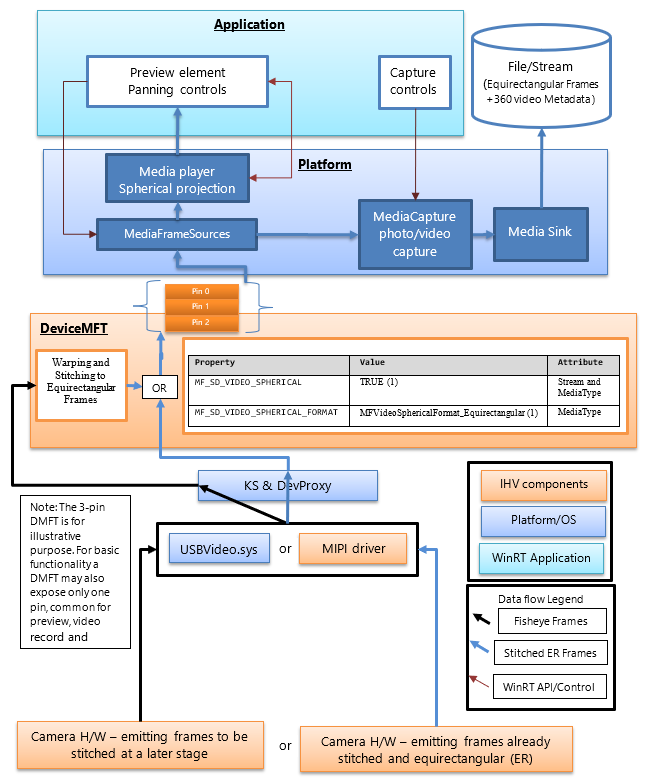 Application
Preview element
Panning controls
Capture
controls
File/Stream
(Equirectangular Frames
+360 video Metadata)
Platform
Media player
Spherical projection
MediaFrameSources
MediaCapture
photo/video
capture
Media Sink
Pin 0
Pin 1
Pin 2
DeviceMFT
Warping and
Stitching to
Equirectangular
Frames
OR
Property Value Attribute
MF_SD_VIDEO_SPHERICAL TRUE (1) Stream and
MediaType
MF_SD_VIDEO_SPHERICAL_FORMAT MFVideoSphericalFormat_Equirectangular (1) MediaType
KS & DevProxy
IHV components
Platform/OS
WinRT Application
Note: The 3-pin
DMFT is for
illustrative
purpose. For basic
functionality a
DMFT may also
expose only one
pin, common for
preview, video
record and
USBVideo.sys
or
MIPI driver
Data flow Legend
Fisheye Frames
Stitched ER Frames
WinRT API/Control
Camera H/W – emitting frames to be
stitched at a later stage
or
Camera H/W – emitting frames already
stitched and equirectangular (ER)